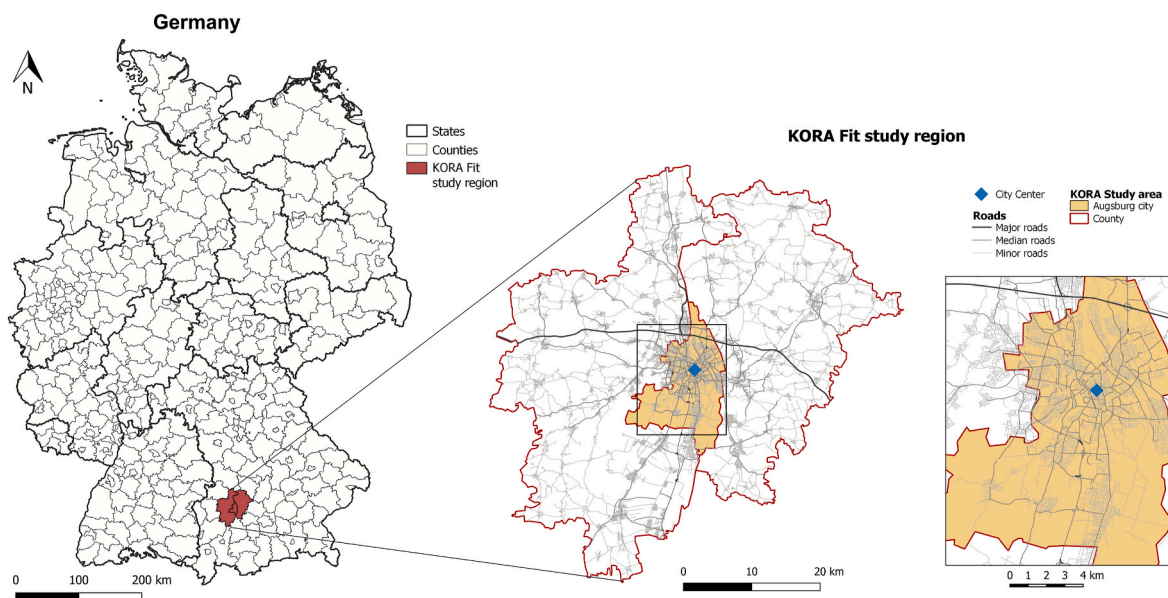 Germany
N
States
Counties
KORA Fit
study region
0 100 200 km
KORA Fit study region
City Center
Roads
Major roads
Median roads
Minor roads
KORA Study area
Augsburg city
County
0 10 20 km
0 1 2 3 4 km